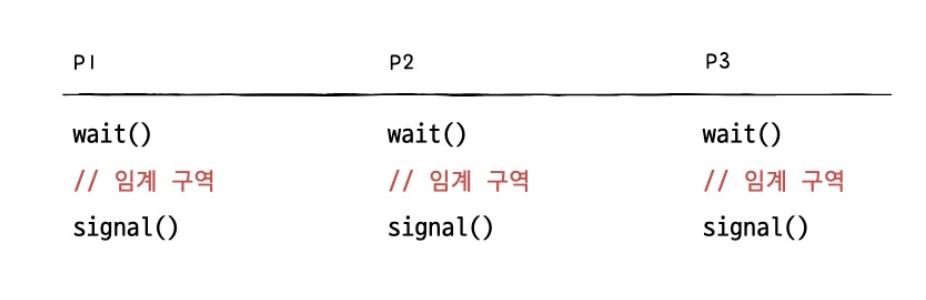 P1 P2 P3
wait() wait() wait()
// 임계 구역 // 임계 구역 // 임계 구역
signal() signal() signal()